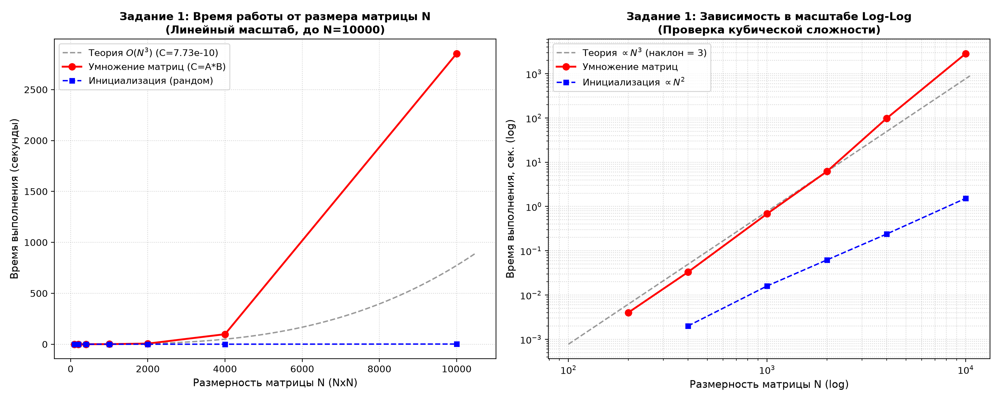 Задание 1: Время работы от размера матрицы N
(Линейный масштаб, до N=10000)
Теория O(N³) (C=7.73e-10)
Умножение матриц (C=A*B)
Инициализация (рандом)
Время выполнения (секунды)
2500
2000
1500
1000
500
0
0 2000 4000 6000 8000 10000
Размерность матрицы N (NxN)
Задание 1: Зависимость в масштабе Log-Log
(Проверка кубической сложности)
Теория ∝N³ (наклон = 3)
Умножение матриц
Инициализация ∝N²
Время выполнения, сек. (log)
10³
10²
10¹
10⁰
10⁻¹
10⁻²
10⁻³
10² 10³ 10⁴
Размерность матрицы N (log)